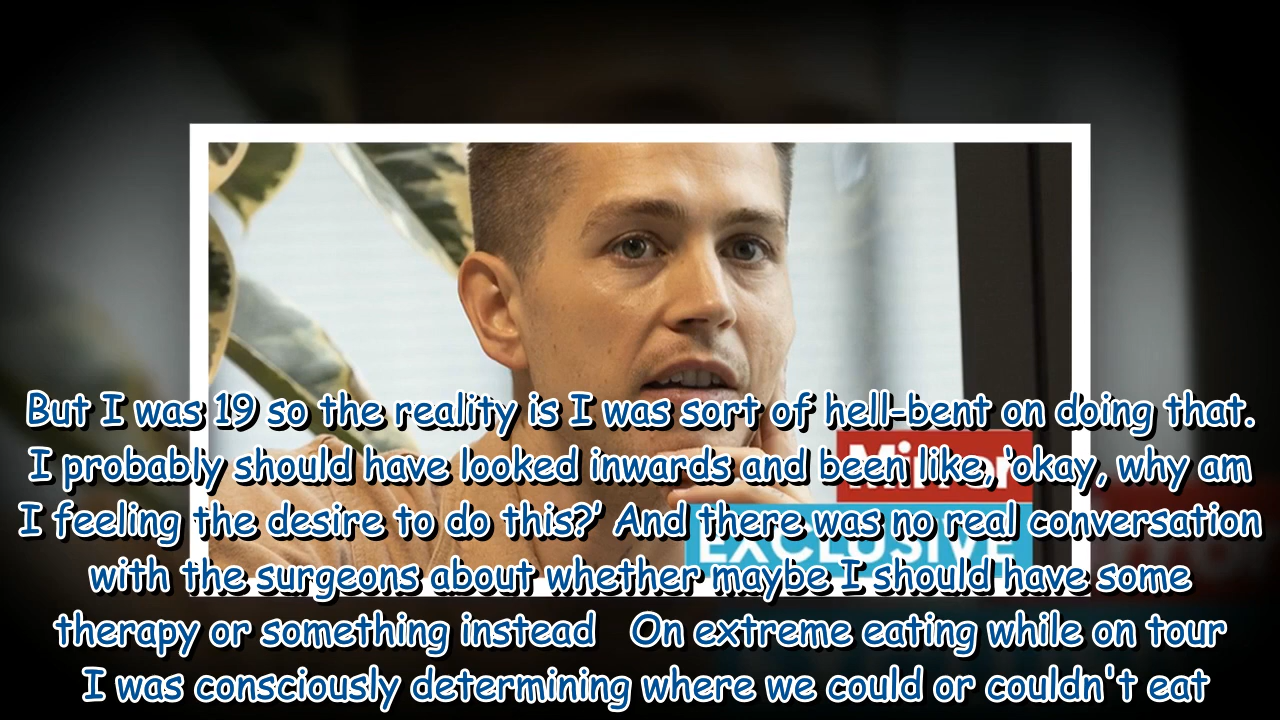 But I was 19 so the reality is I was sort of hell-bent on doing that.
I probably should have looked inwards and been like, ‘okay, why am
I feeling the desire to do this?’ And there was no real conversation
with the surgeons about whether maybe I should have some
therapy or something instead On extreme eating while on tour
I was consciously determining where we could or couldn't eat
Mirror
EXCLUSIVE